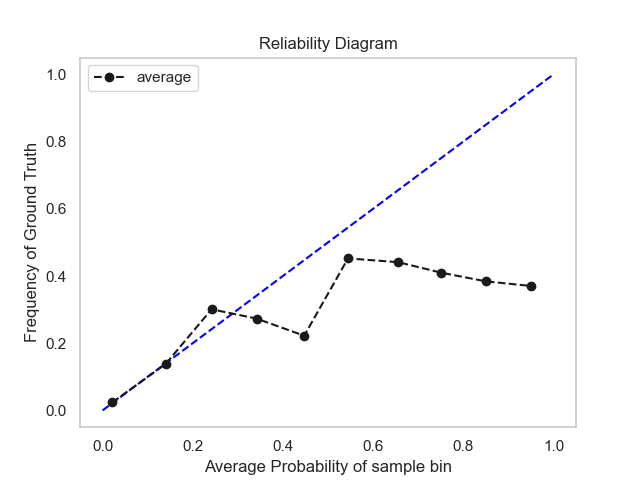 Reliability Diagram
average
Frequency of Ground Truth
1.0
0.8
0.6
0.4
0.2
0.0
0.0 0.2 0.4 0.6 0.8 1.0
Average Probability of sample bin